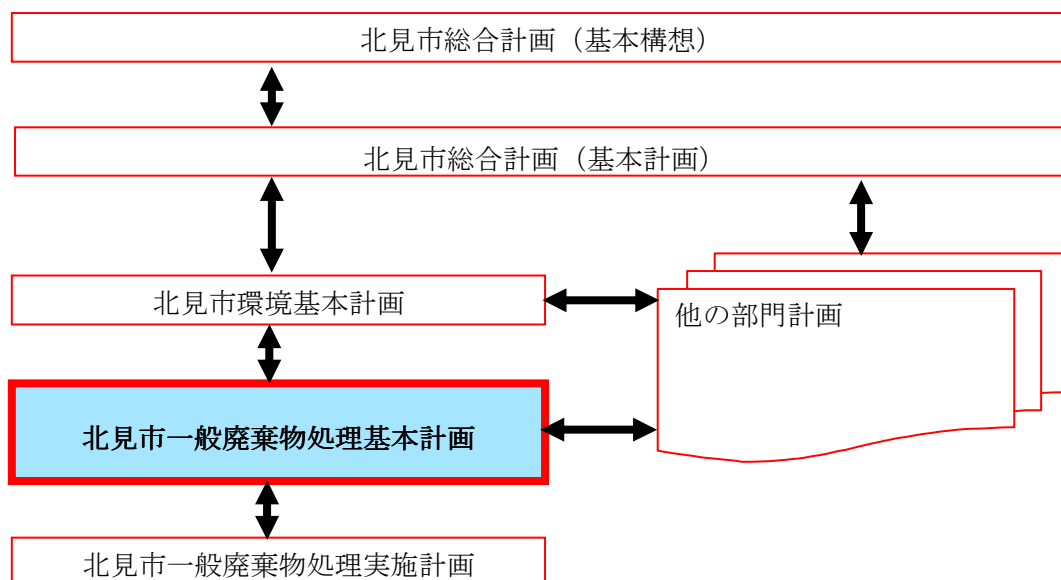 北見市総合計画（基本構想）
北見市総合計画（基本計画）
北見市環境基本計画
他の部門計画
北見市一般廃棄物処理基本計画
北見市一般廃棄物処理実施計画